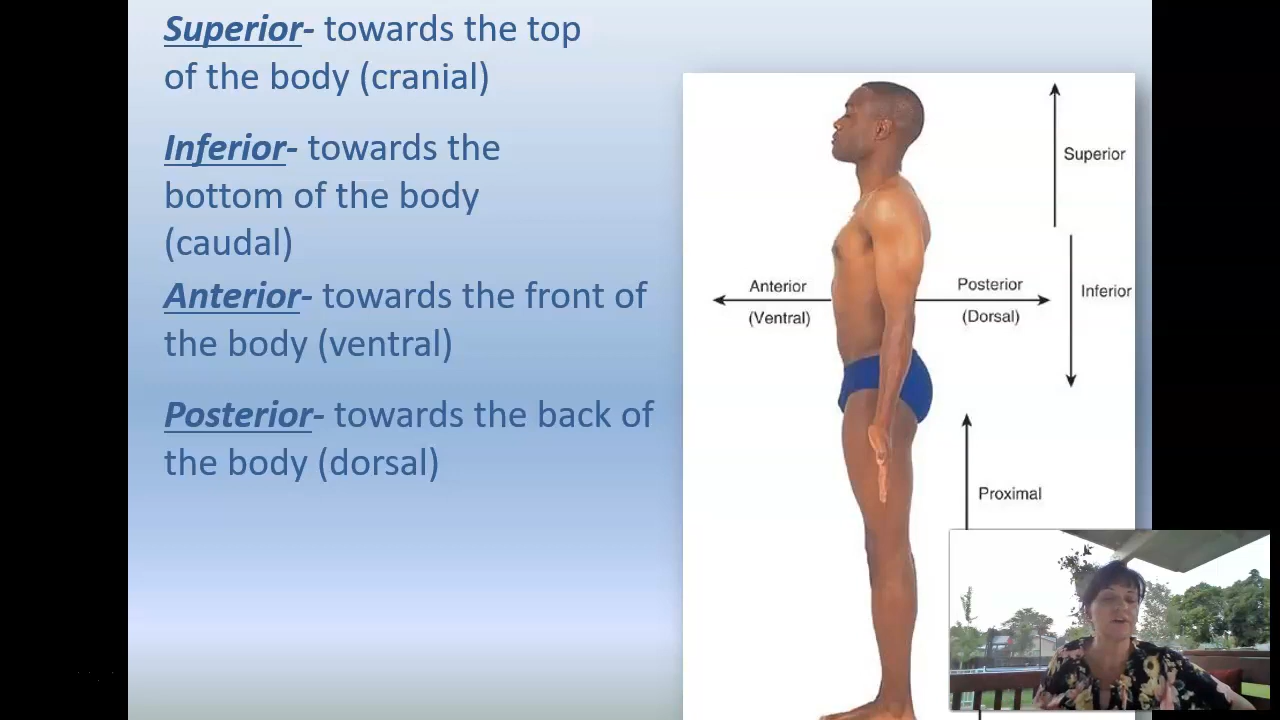 Superior- towards the top
of the body (cranial)
Inferior- towards the
bottom of the body
(caudal)
Anterior- towards the front of
the body (ventral)
Posterior- towards the back of
the body (dorsal)
Superior
Inferior
Anterior
(Ventral)
Posterior
(Dorsal)
Proximal